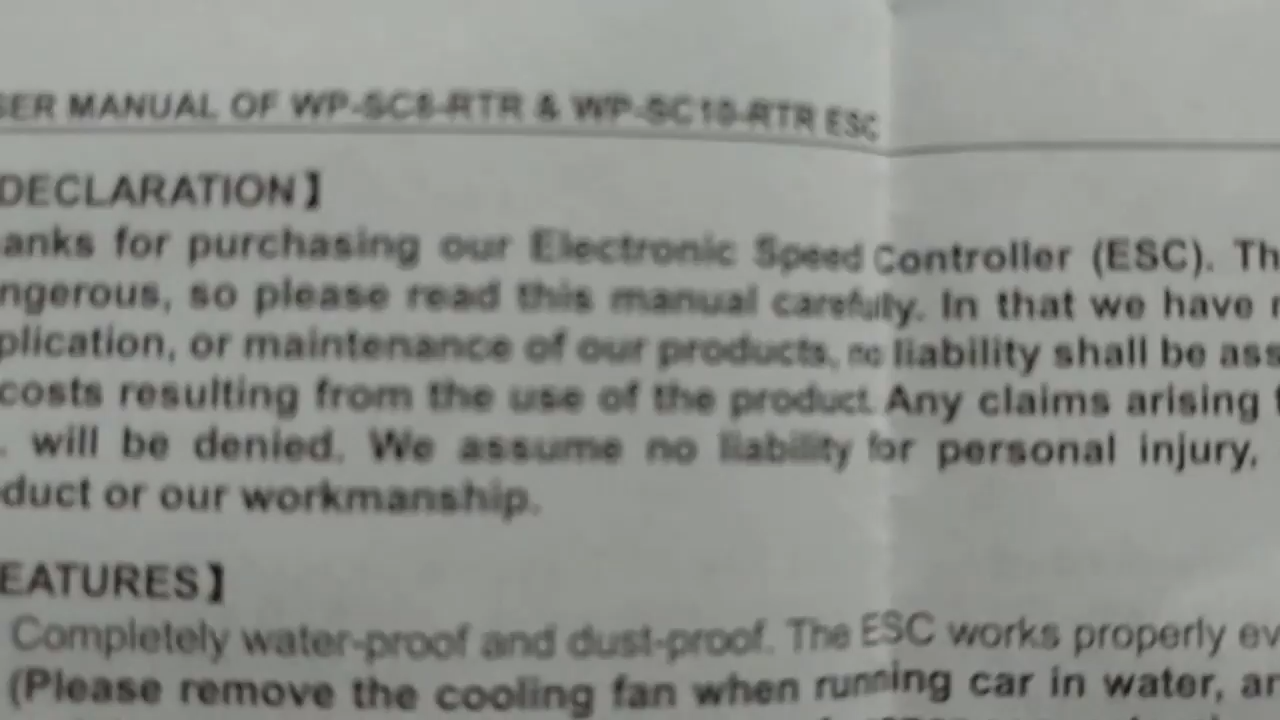 SER MANUAL OF WP-SC8-RTR & WP-SC10-RTR ESC
DECLARATION】
anks for purchasing our Electronic Speed Controller (ESC). Th
ngerous, so please read this manual carefully. In that we have
plication, or maintenance of our products, no liability shall be ass
costs resulting from the use of the product. Any claims arising
. will be denied. We assume no liability for personal injury,
duct or our workmanship.
EATURES】
Completely water-proof and dust-proof. The ESC works properly ev
(Please remove the cooling fan when running car in water, an